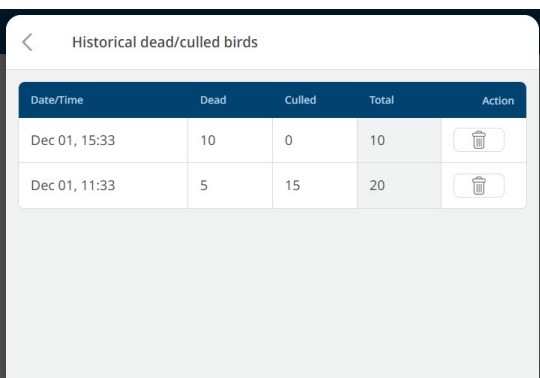 Historical dead/culled birds
Date/Time Dead Culled Total Action
Dec 01, 15:33 10 0 10
Dec 01, 11:33 5 15 20